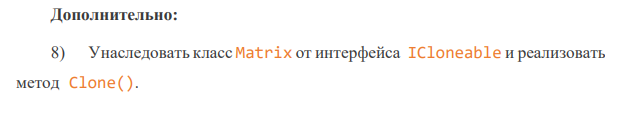 Дополнительно:
8) Унаследовать класс Matrix от интерфейса ICloneable и реализовать
метод Clone().